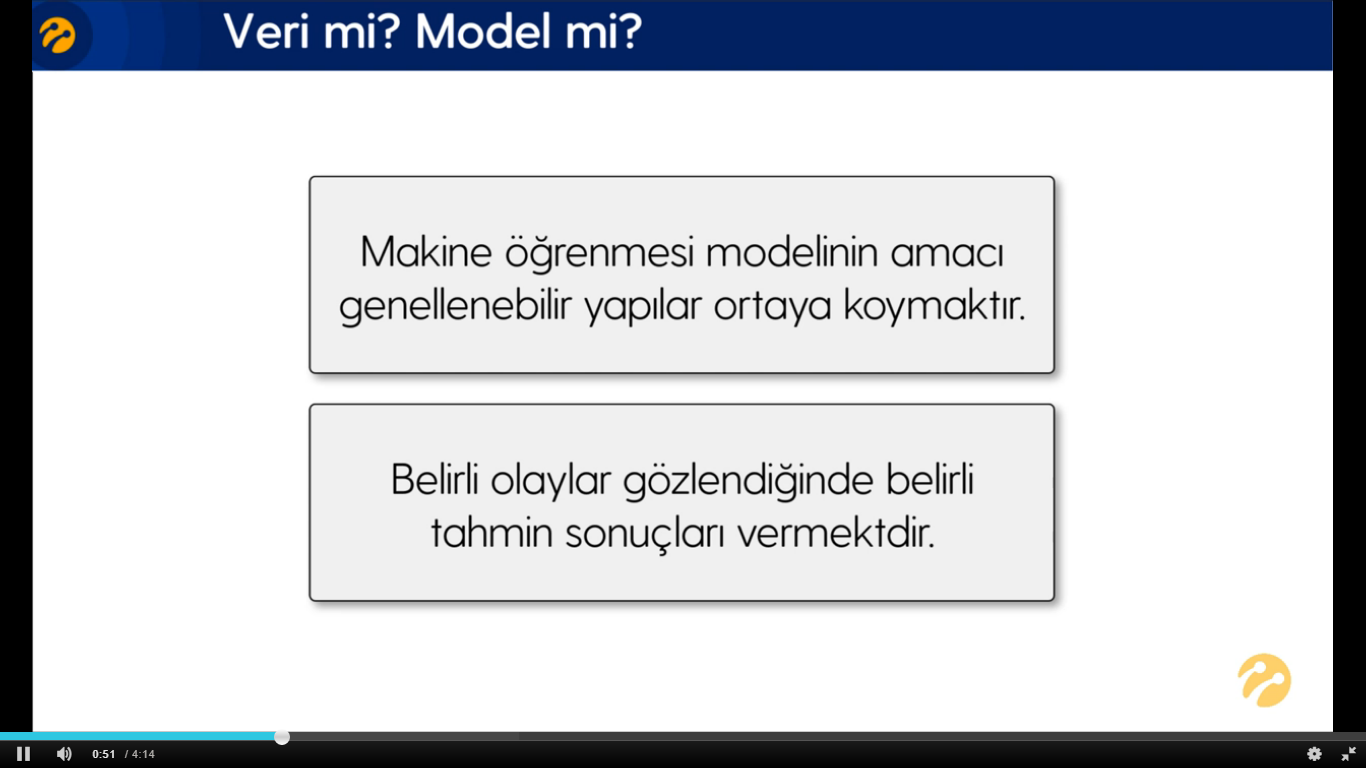 Veri mi? Model mi?
Makine öğrenmesi modelinin amacı
genellenebilir yapılar ortaya koymaktır.
Belirli olaylar gözlendiğinde belirli
tahmin sonuçları vermektdir.
0:51 / 4:14